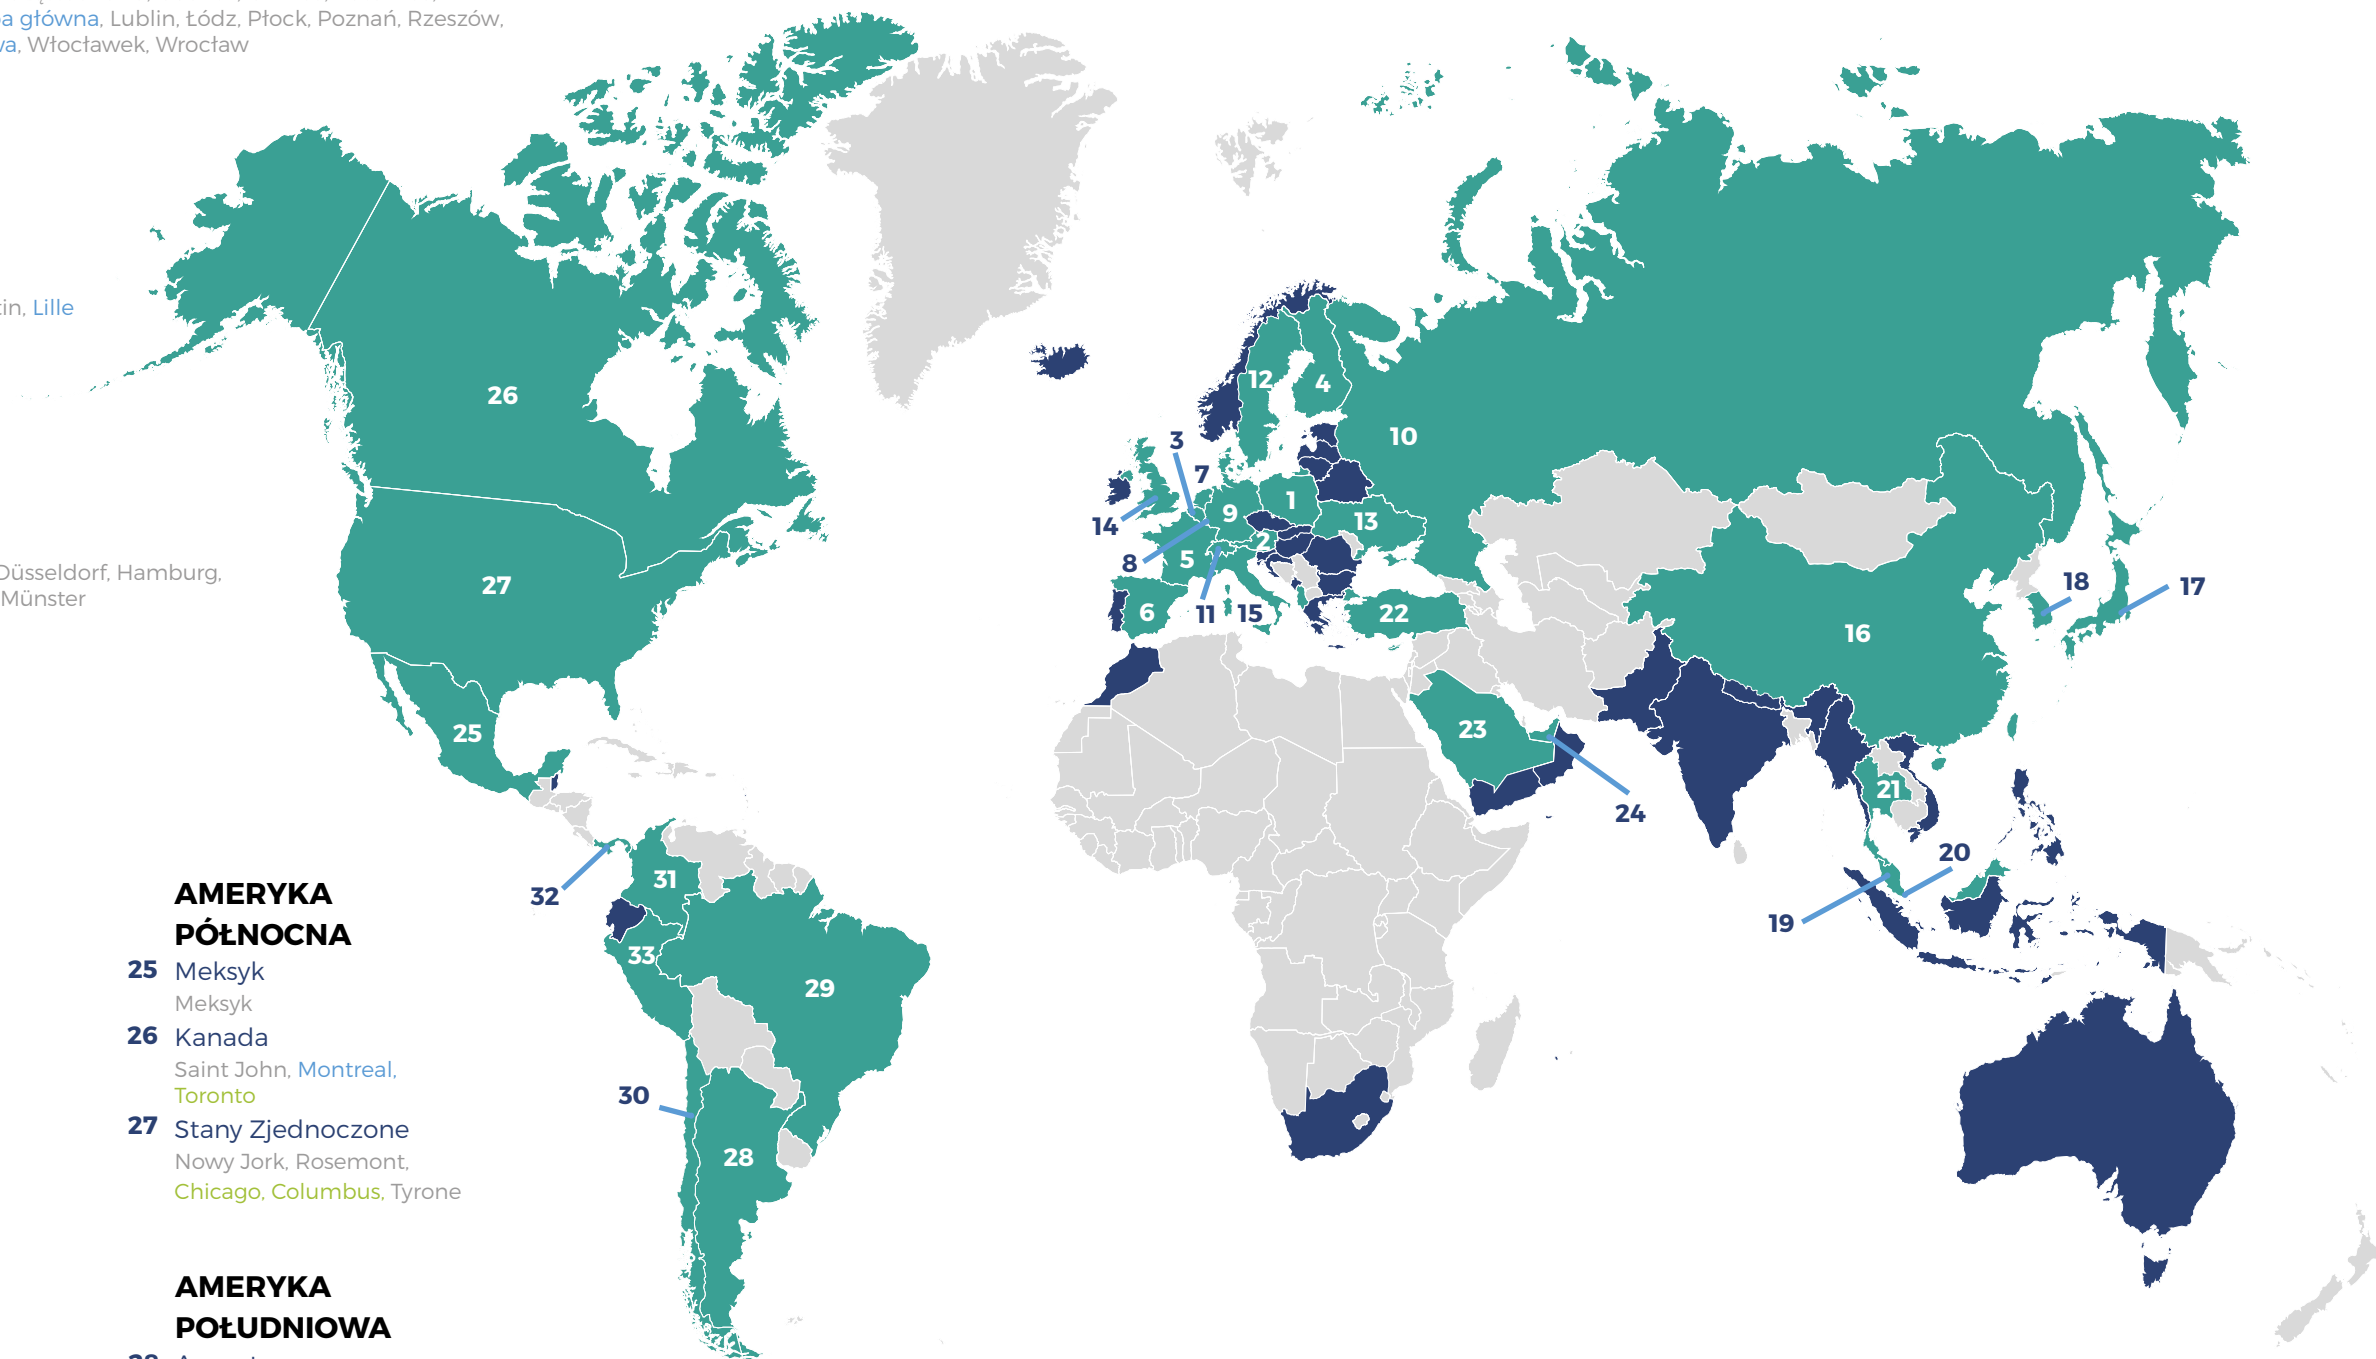 główna, Lublin, Łódz, Płock, Poznań, Rzeszów,
Włocławek, Wrocław
Lille
Düsseldorf, Hamburg,
Münster
26
27
25
12
4
10
3
7
1
14
9
13
2
8
5
6
11
15
22
18
17
16
23
24
21
20
19
32
31
33
29
30
28
AMERYKA
PÓŁNOCNA
25 Meksyk
Meksyk
26 Kanada
Saint John, Montreal,
Toronto
27 Stany Zjednoczone
Nowy Jork, Rosemont,
Chicago, Columbus, Tyrone
AMERYKA
POŁUDNIOWA